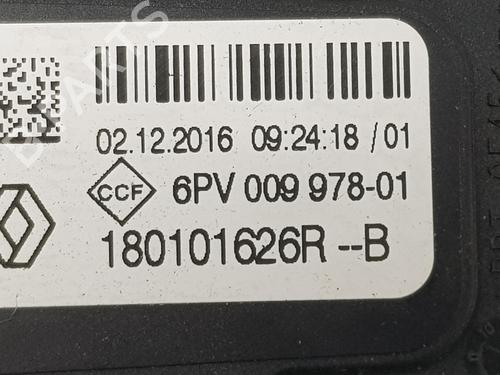 02.12.2016 09:24:18 /01
CCF 6PV 009 978-01
180101626R --B